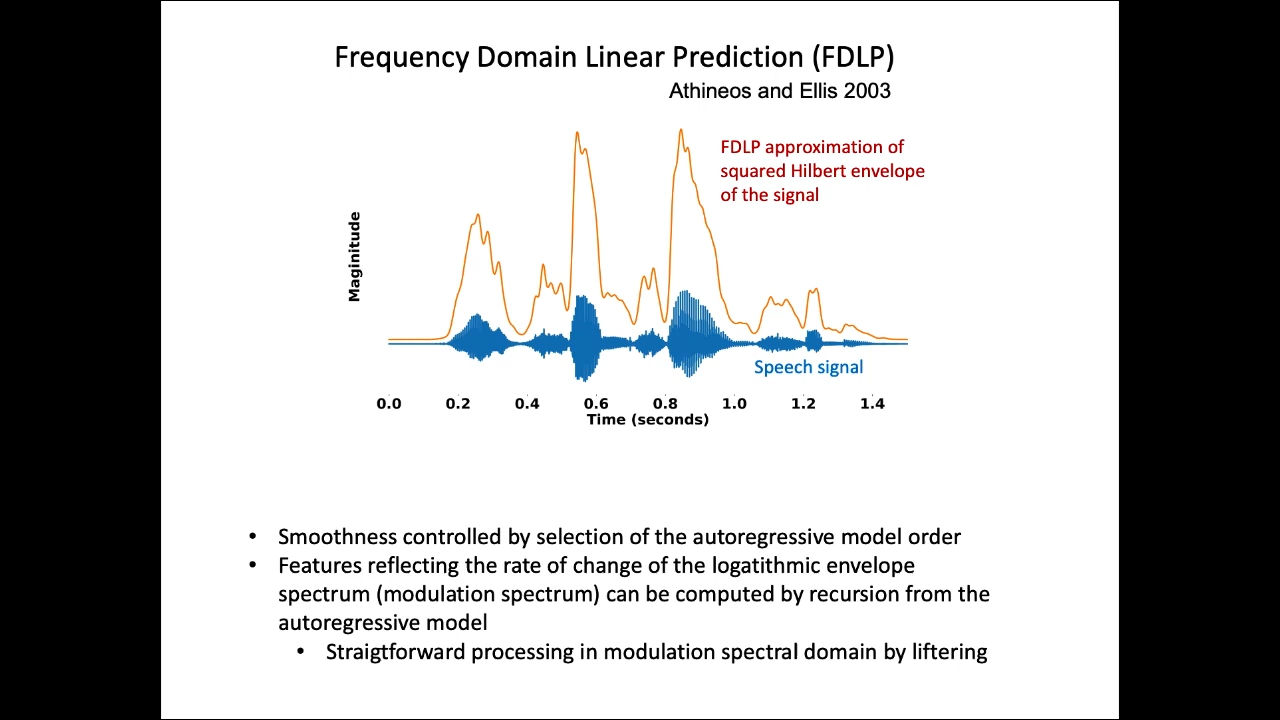 Frequency Domain Linear Prediction (FDLP)
Athineos and Ellis 2003
FDLP approximation of
squared Hilbert envelope
of the signal
Maginitude
Speech signal
0.0 0.2 0.4 0.6 0.8 1.0 1.2 1.4
Time (seconds)
• Smoothness controlled by selection of the autoregressive model order
• Features reflecting the rate of change of the logatithmic envelope
spectrum (modulation spectrum) can be computed by recursion from the
autoregressive model
• Straigtforward processing in modulation spectral domain by liftering